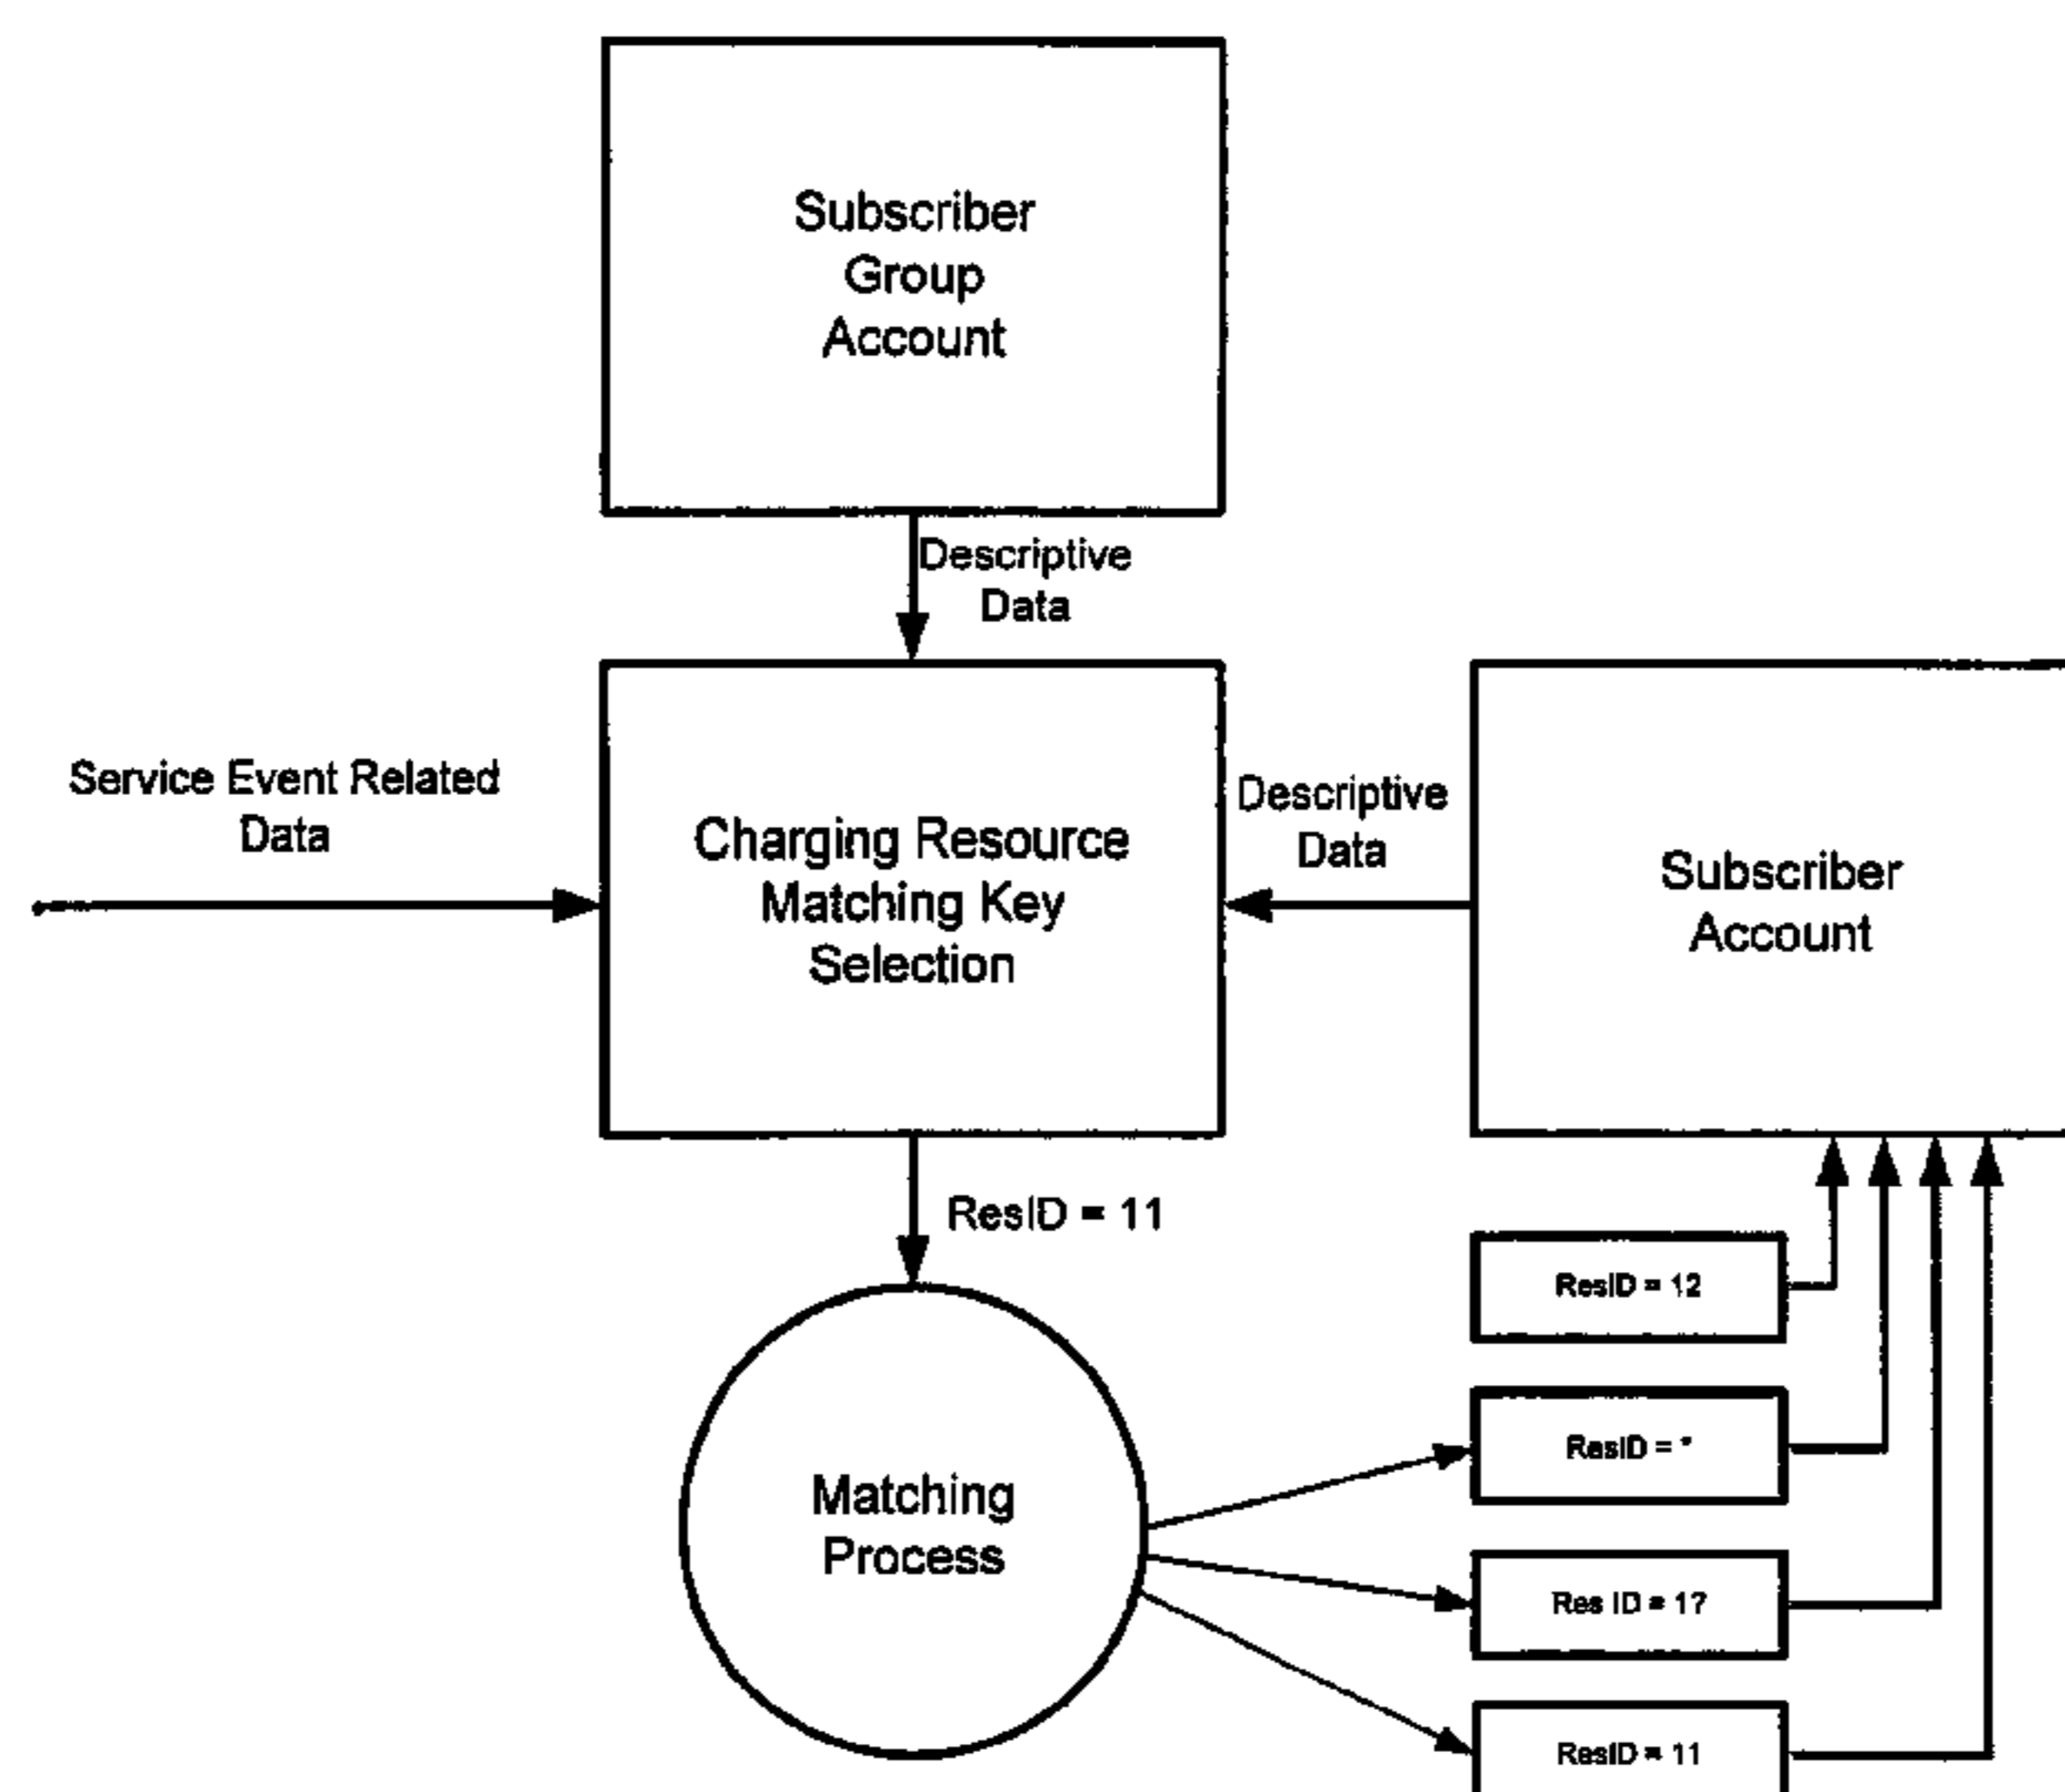 Subscriber
Group
Account
Descriptive
Data
Service Event Related
Data
Charging Resource
Matching Key
Selection
Descriptive
Data
Subscriber
Account
ResID = 11
ResID = 12
ResID = *
Res ID = 1?
ResID = 11
Matching
Process